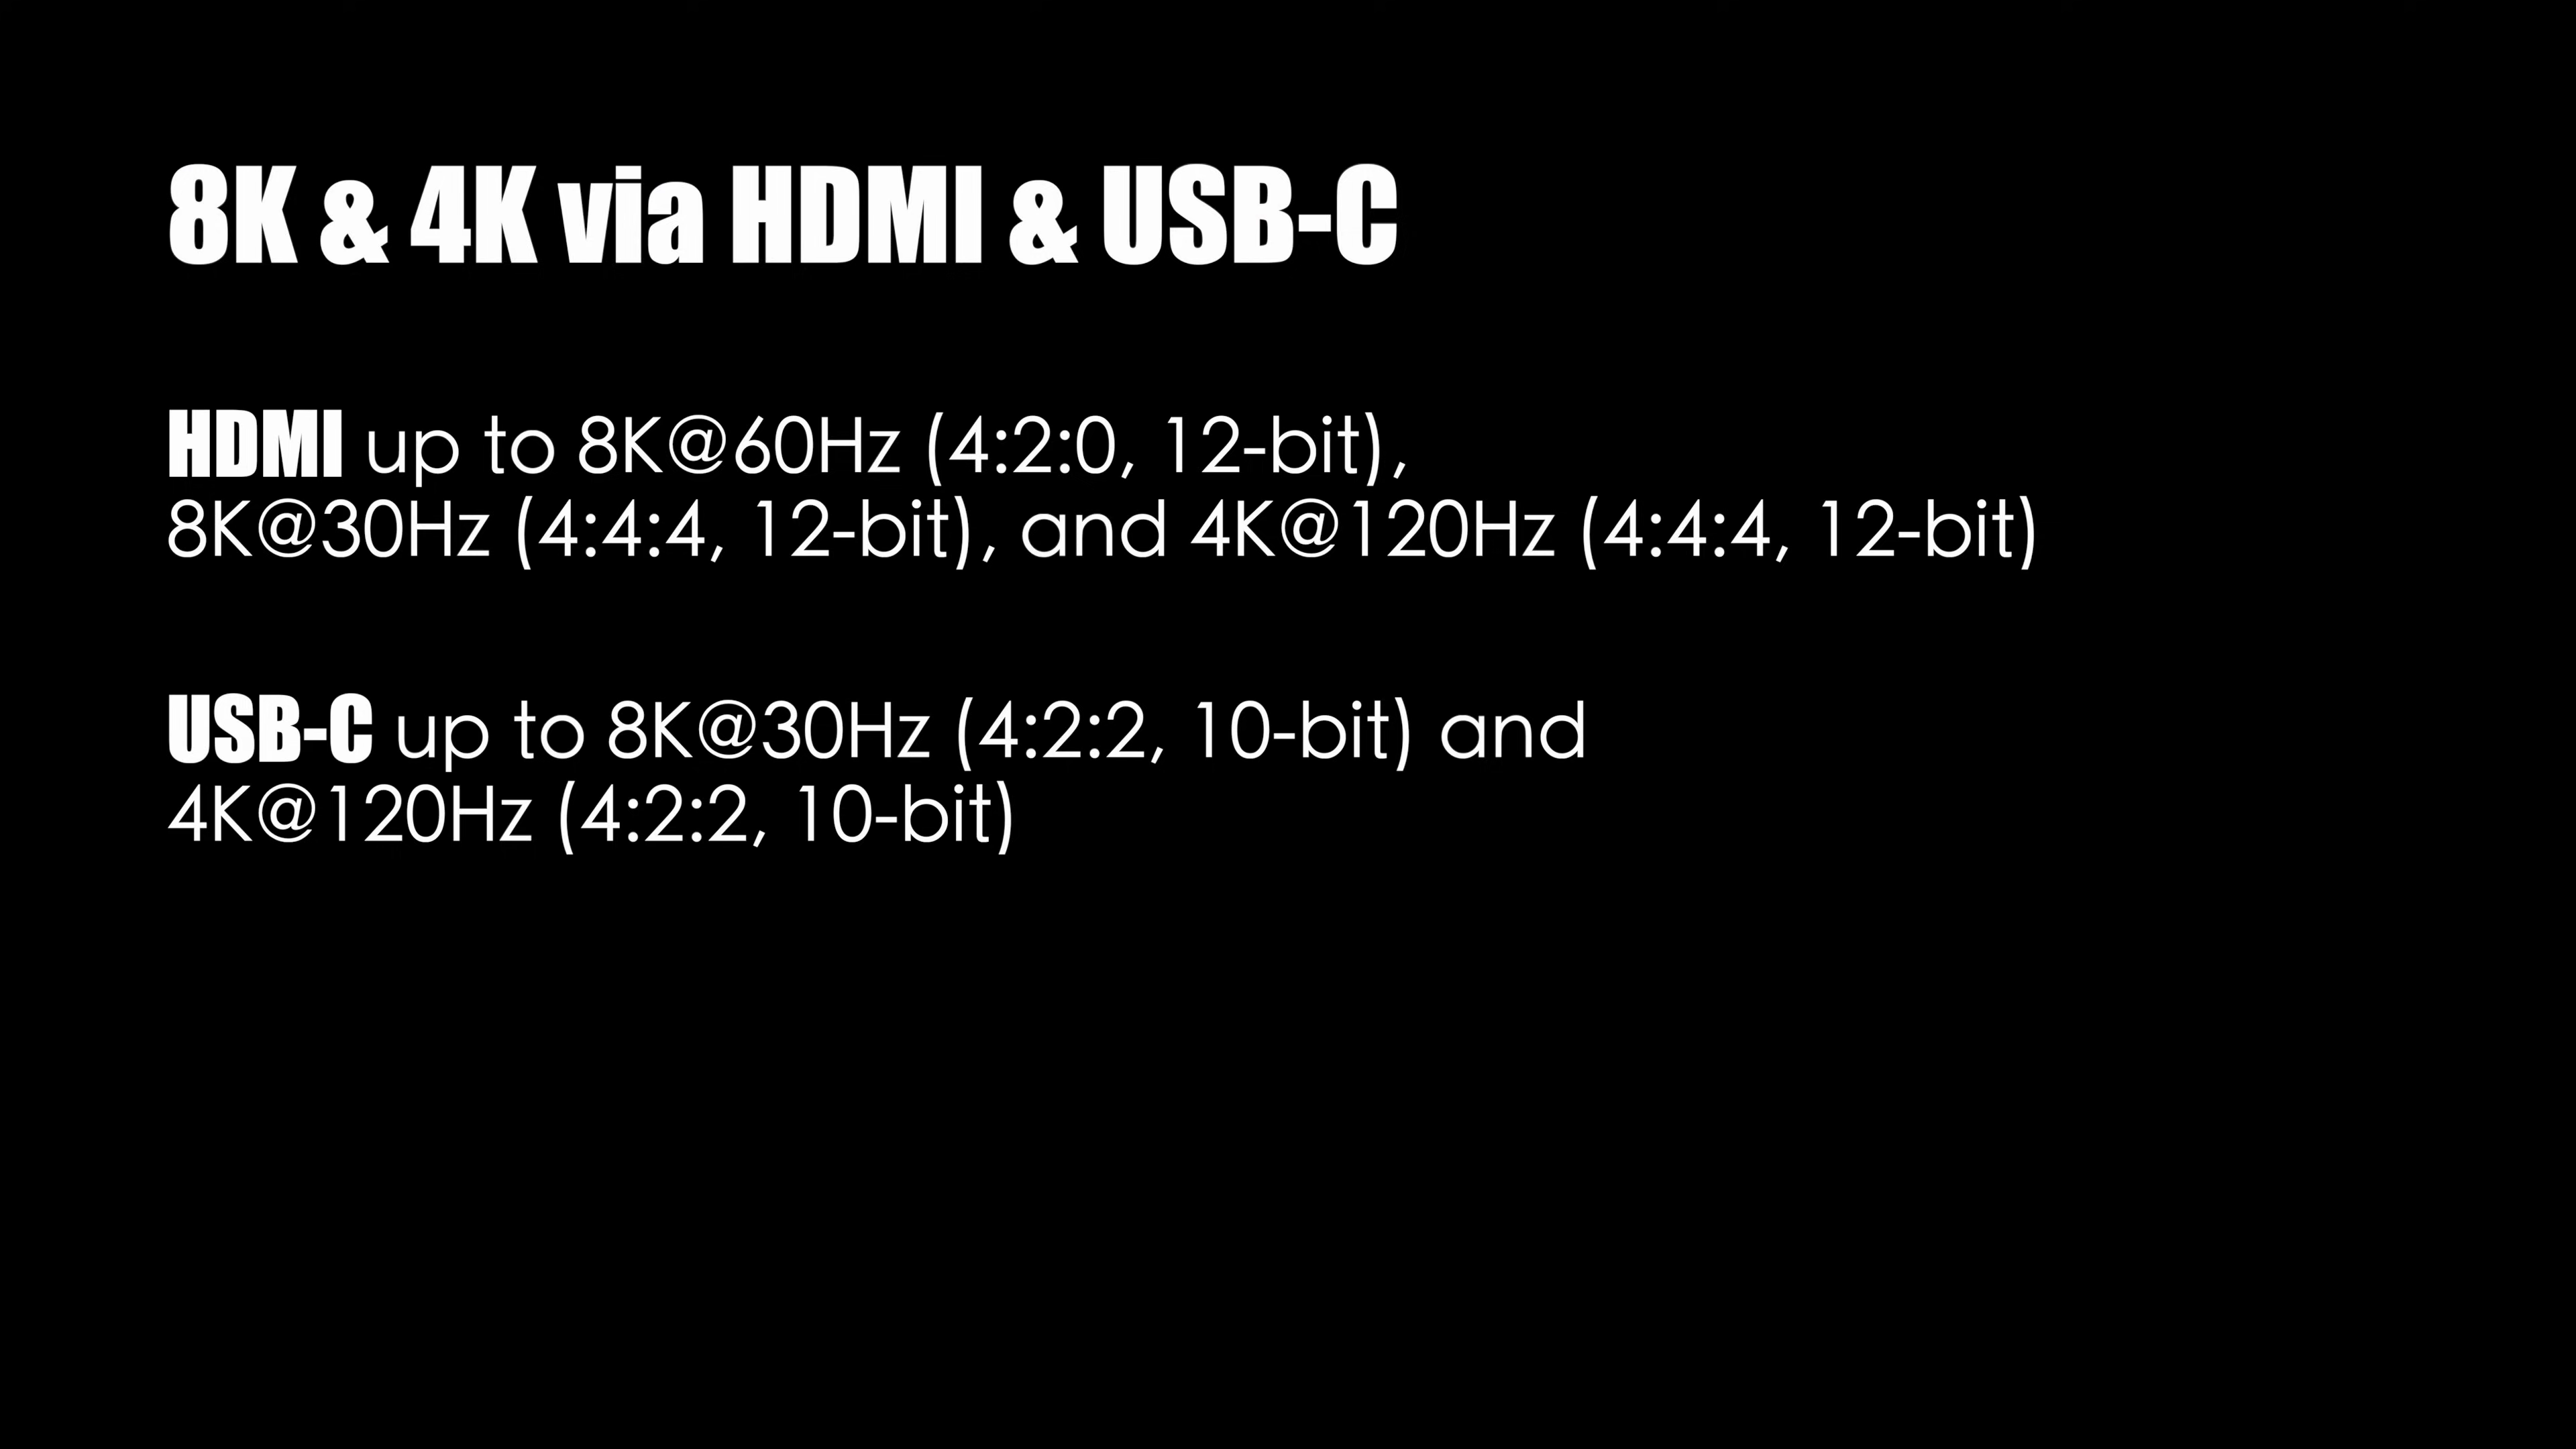 8K & 4K via HDMI & USB-C
HDMI up to 8K@60Hz (4:2:0, 12-bit),
8K@30Hz (4:4:4, 12-bit), and 4K@120Hz (4:4:4, 12-bit)
USB-C up to 8K@30Hz (4:2:2, 10-bit) and
4K@120Hz (4:2:2, 10-bit)